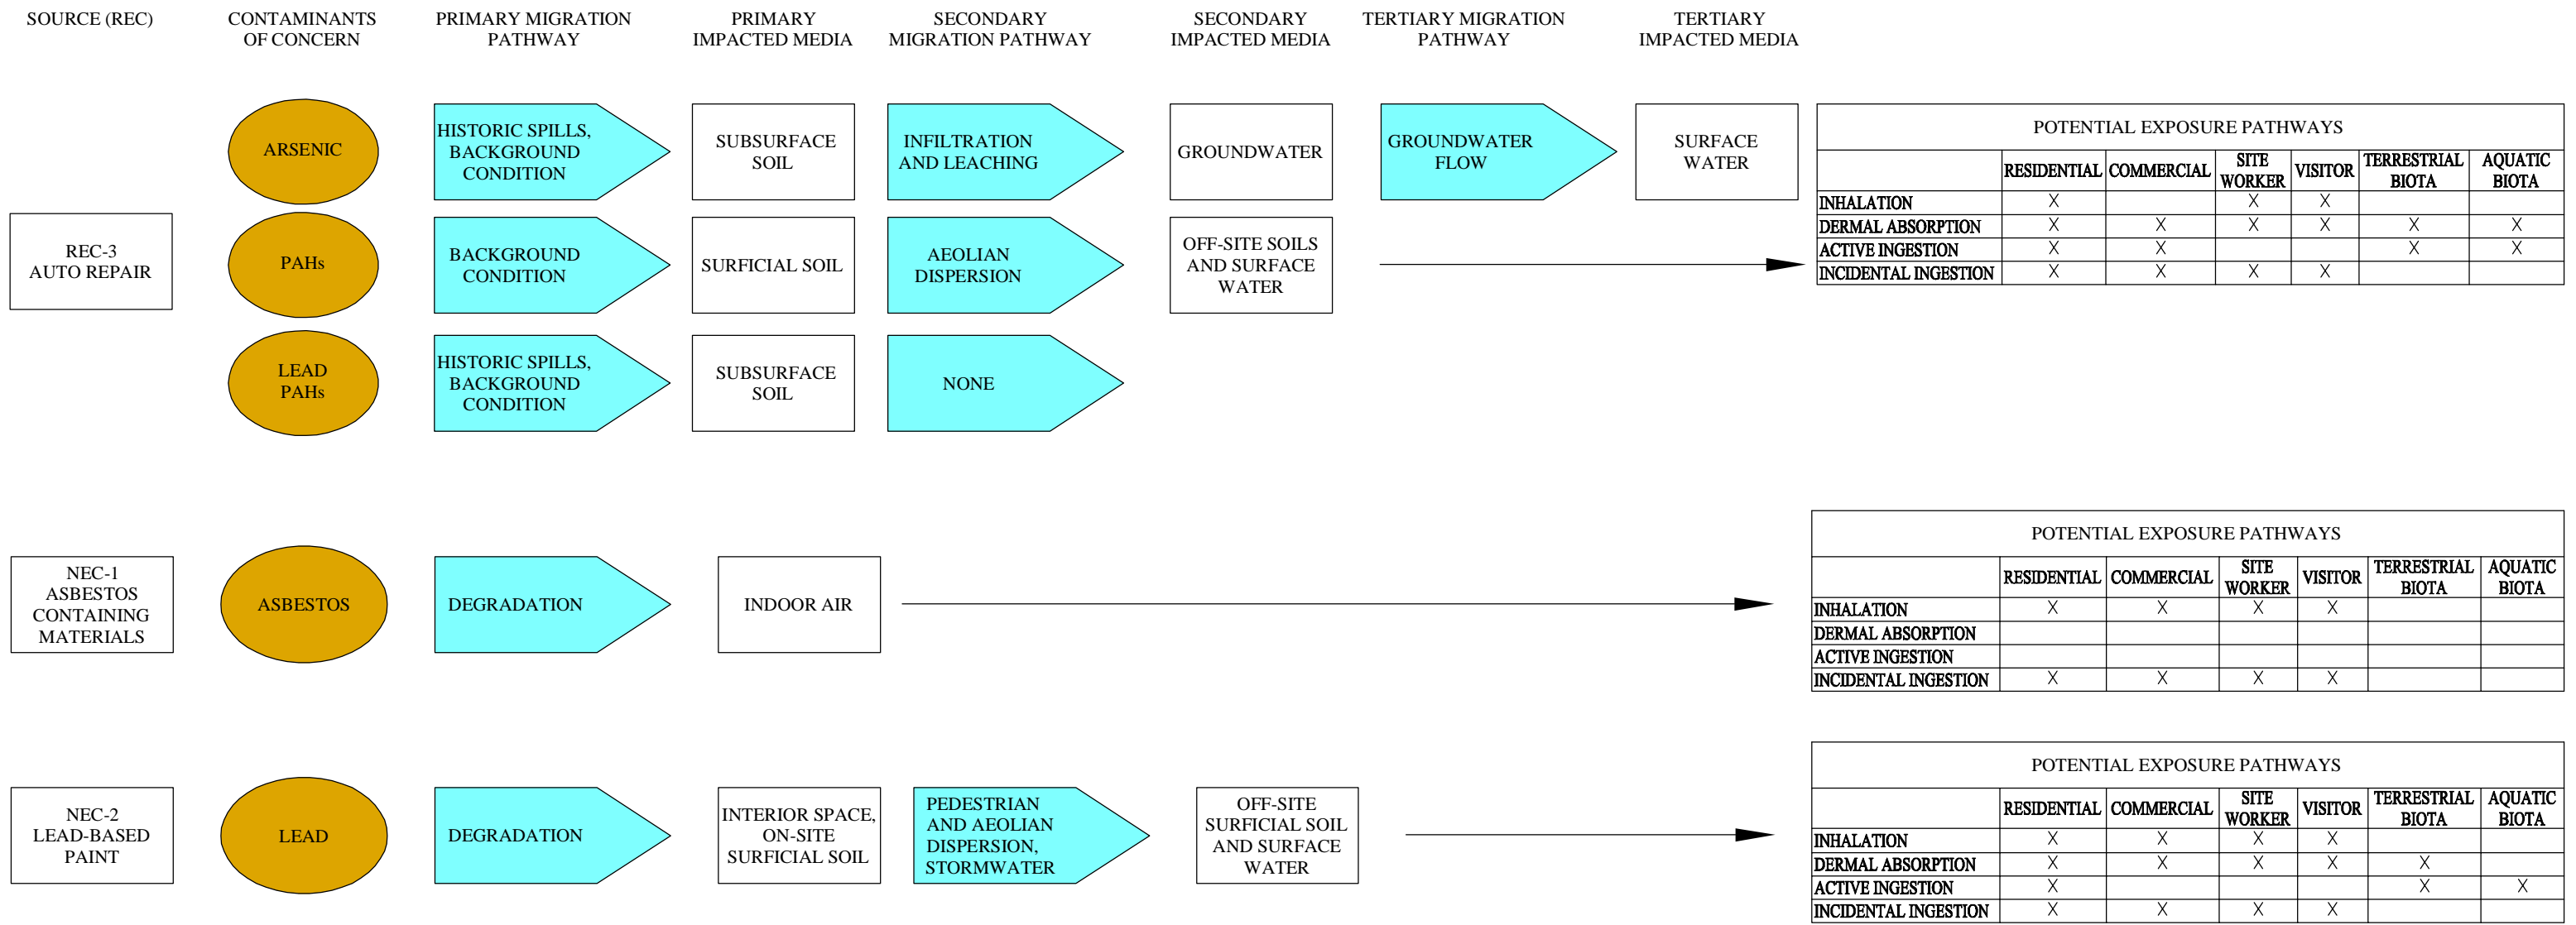 SOURCE (REC)
CONTAMINANTS
OF CONCERN
PRIMARY MIGRATION
PATHWAY
PRIMARY
IMPACTED MEDIA
SECONDARY
MIGRATION PATHWAY
SECONDARY
IMPACTED MEDIA
TERTIARY MIGRATION
PATHWAY
TERTIARY
IMPACTED MEDIA
REC-3
AUTO REPAIR
ARSENIC
HISTORIC SPILLS,
BACKGROUND
CONDITION
SUBSURFACE
SOIL
INFILTRATION
AND LEACHING
GROUNDWATER
GROUNDWATER
FLOW
SURFACE
WATER
PAHs
BACKGROUND
CONDITION
SURFICIAL SOIL
AEOLIAN
DISPERSION
OFF-SITE SOILS
AND SURFACE
WATER
LEAD
PAHs
HISTORIC SPILLS,
BACKGROUND
CONDITION
SUBSURFACE
SOIL
NONE
POTENTIAL EXPOSURE PATHWAYS
RESIDENTIAL COMMERCIAL SITE WORKER VISITOR TERRESTRIAL BIOTA AQUATIC BIOTA
INHALATION X X X
DERMAL ABSORPTION X X X X X X
ACTIVE INGESTION X X X X
INCIDENTAL INGESTION X X X X
NEC-1
ASBESTOS
CONTAINING
MATERIALS
ASBESTOS
DEGRADATION
INDOOR AIR
POTENTIAL EXPOSURE PATHWAYS
RESIDENTIAL COMMERCIAL SITE WORKER VISITOR TERRESTRIAL BIOTA AQUATIC BIOTA
INHALATION X X X X
DERMAL ABSORPTION
ACTIVE INGESTION
INCIDENTAL INGESTION X X X X
NEC-2
LEAD-BASED
PAINT
LEAD
DEGRADATION
INTERIOR SPACE,
ON-SITE
SURFICIAL SOIL
PEDESTRIAN
AND AEOLIAN
DISPERSION,
STORMWATER
OFF-SITE
SURFICIAL SOIL
AND SURFACE
WATER
POTENTIAL EXPOSURE PATHWAYS
RESIDENTIAL COMMERCIAL SITE WORKER VISITOR TERRESTRIAL BIOTA AQUATIC BIOTA
INHALATION X X X X
DERMAL ABSORPTION X X X X X
ACTIVE INGESTION X X X
INCIDENTAL INGESTION X X X X